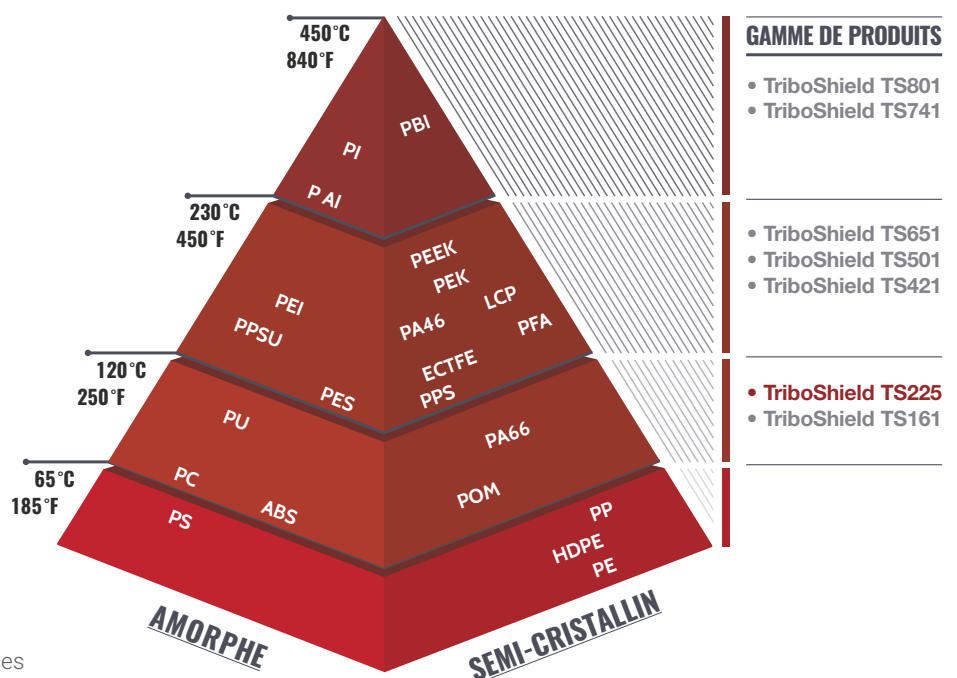 450°C
840°F
GAMME DE PRODUITS
• TriboShield TS801
• TriboShield TS741
PBI
PI
P AI
230°C
450°F
• TriboShield TS651
• TriboShield TS501
• TriboShield TS421
PEEK
PEK
LCP
PEI
PA46
PFA
PPSU
ECTFE
PPS
PES
120°C
250°F
• TriboShield TS225
• TriboShield TS161
PU
PA66
PC
POM
ABS
65°C
185°F
PS
PP
HDPE
PE
AMORPHE
SEMI-CRISTALLIN
es